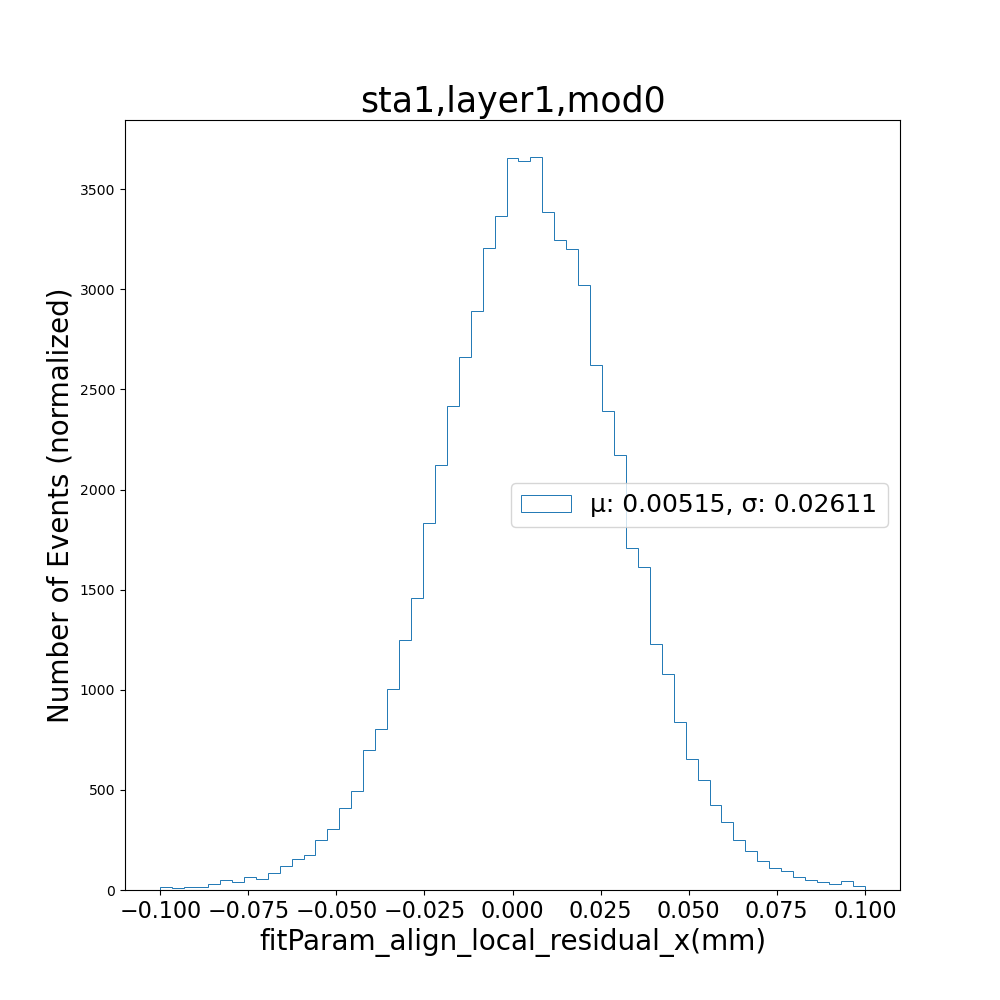 sta1,layer1,mod0
Number of Events (normalized)
3500
3000
2500
2000
1500
1000
500
0
μ: 0.00515, σ: 0.02611
−0.100 −0.075 −0.050 −0.025 0.000 0.025 0.050 0.075 0.100
fitParam_align_local_residual_x(mm)